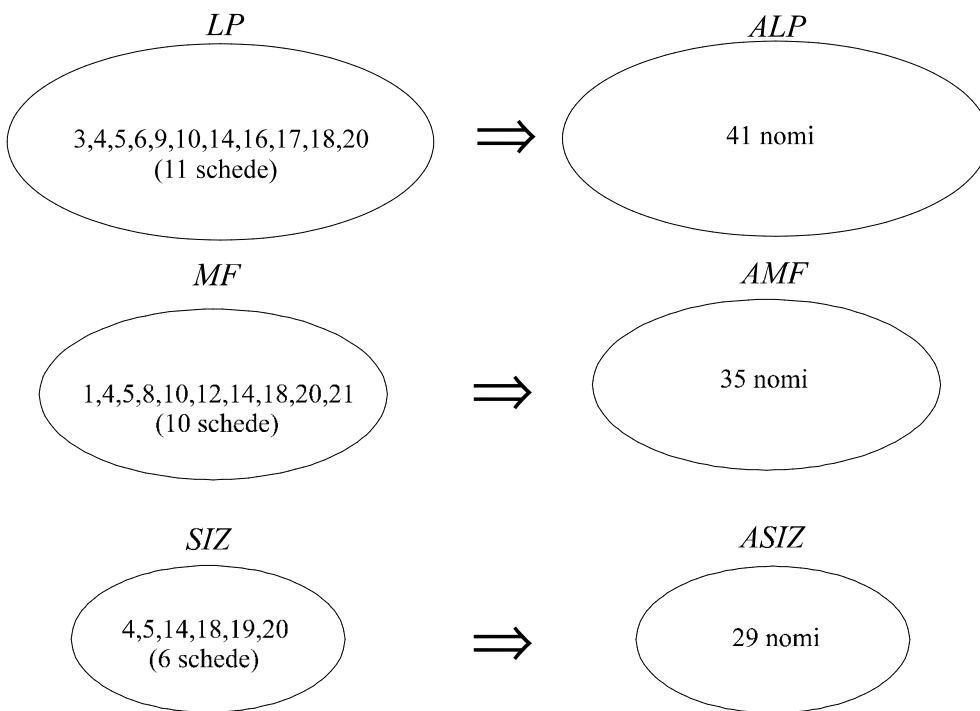 LP
ALP
3,4,5,6,9,10,14,16,17,18,20
(11 schede)
⇒
41 nomi
MF
AMF
1,4,5,8,10,12,14,18,20,21
(10 schede)
⇒
35 nomi
SIZ
ASIZ
4,5,14,18,19,20
(6 schede)
⇒
29 nomi